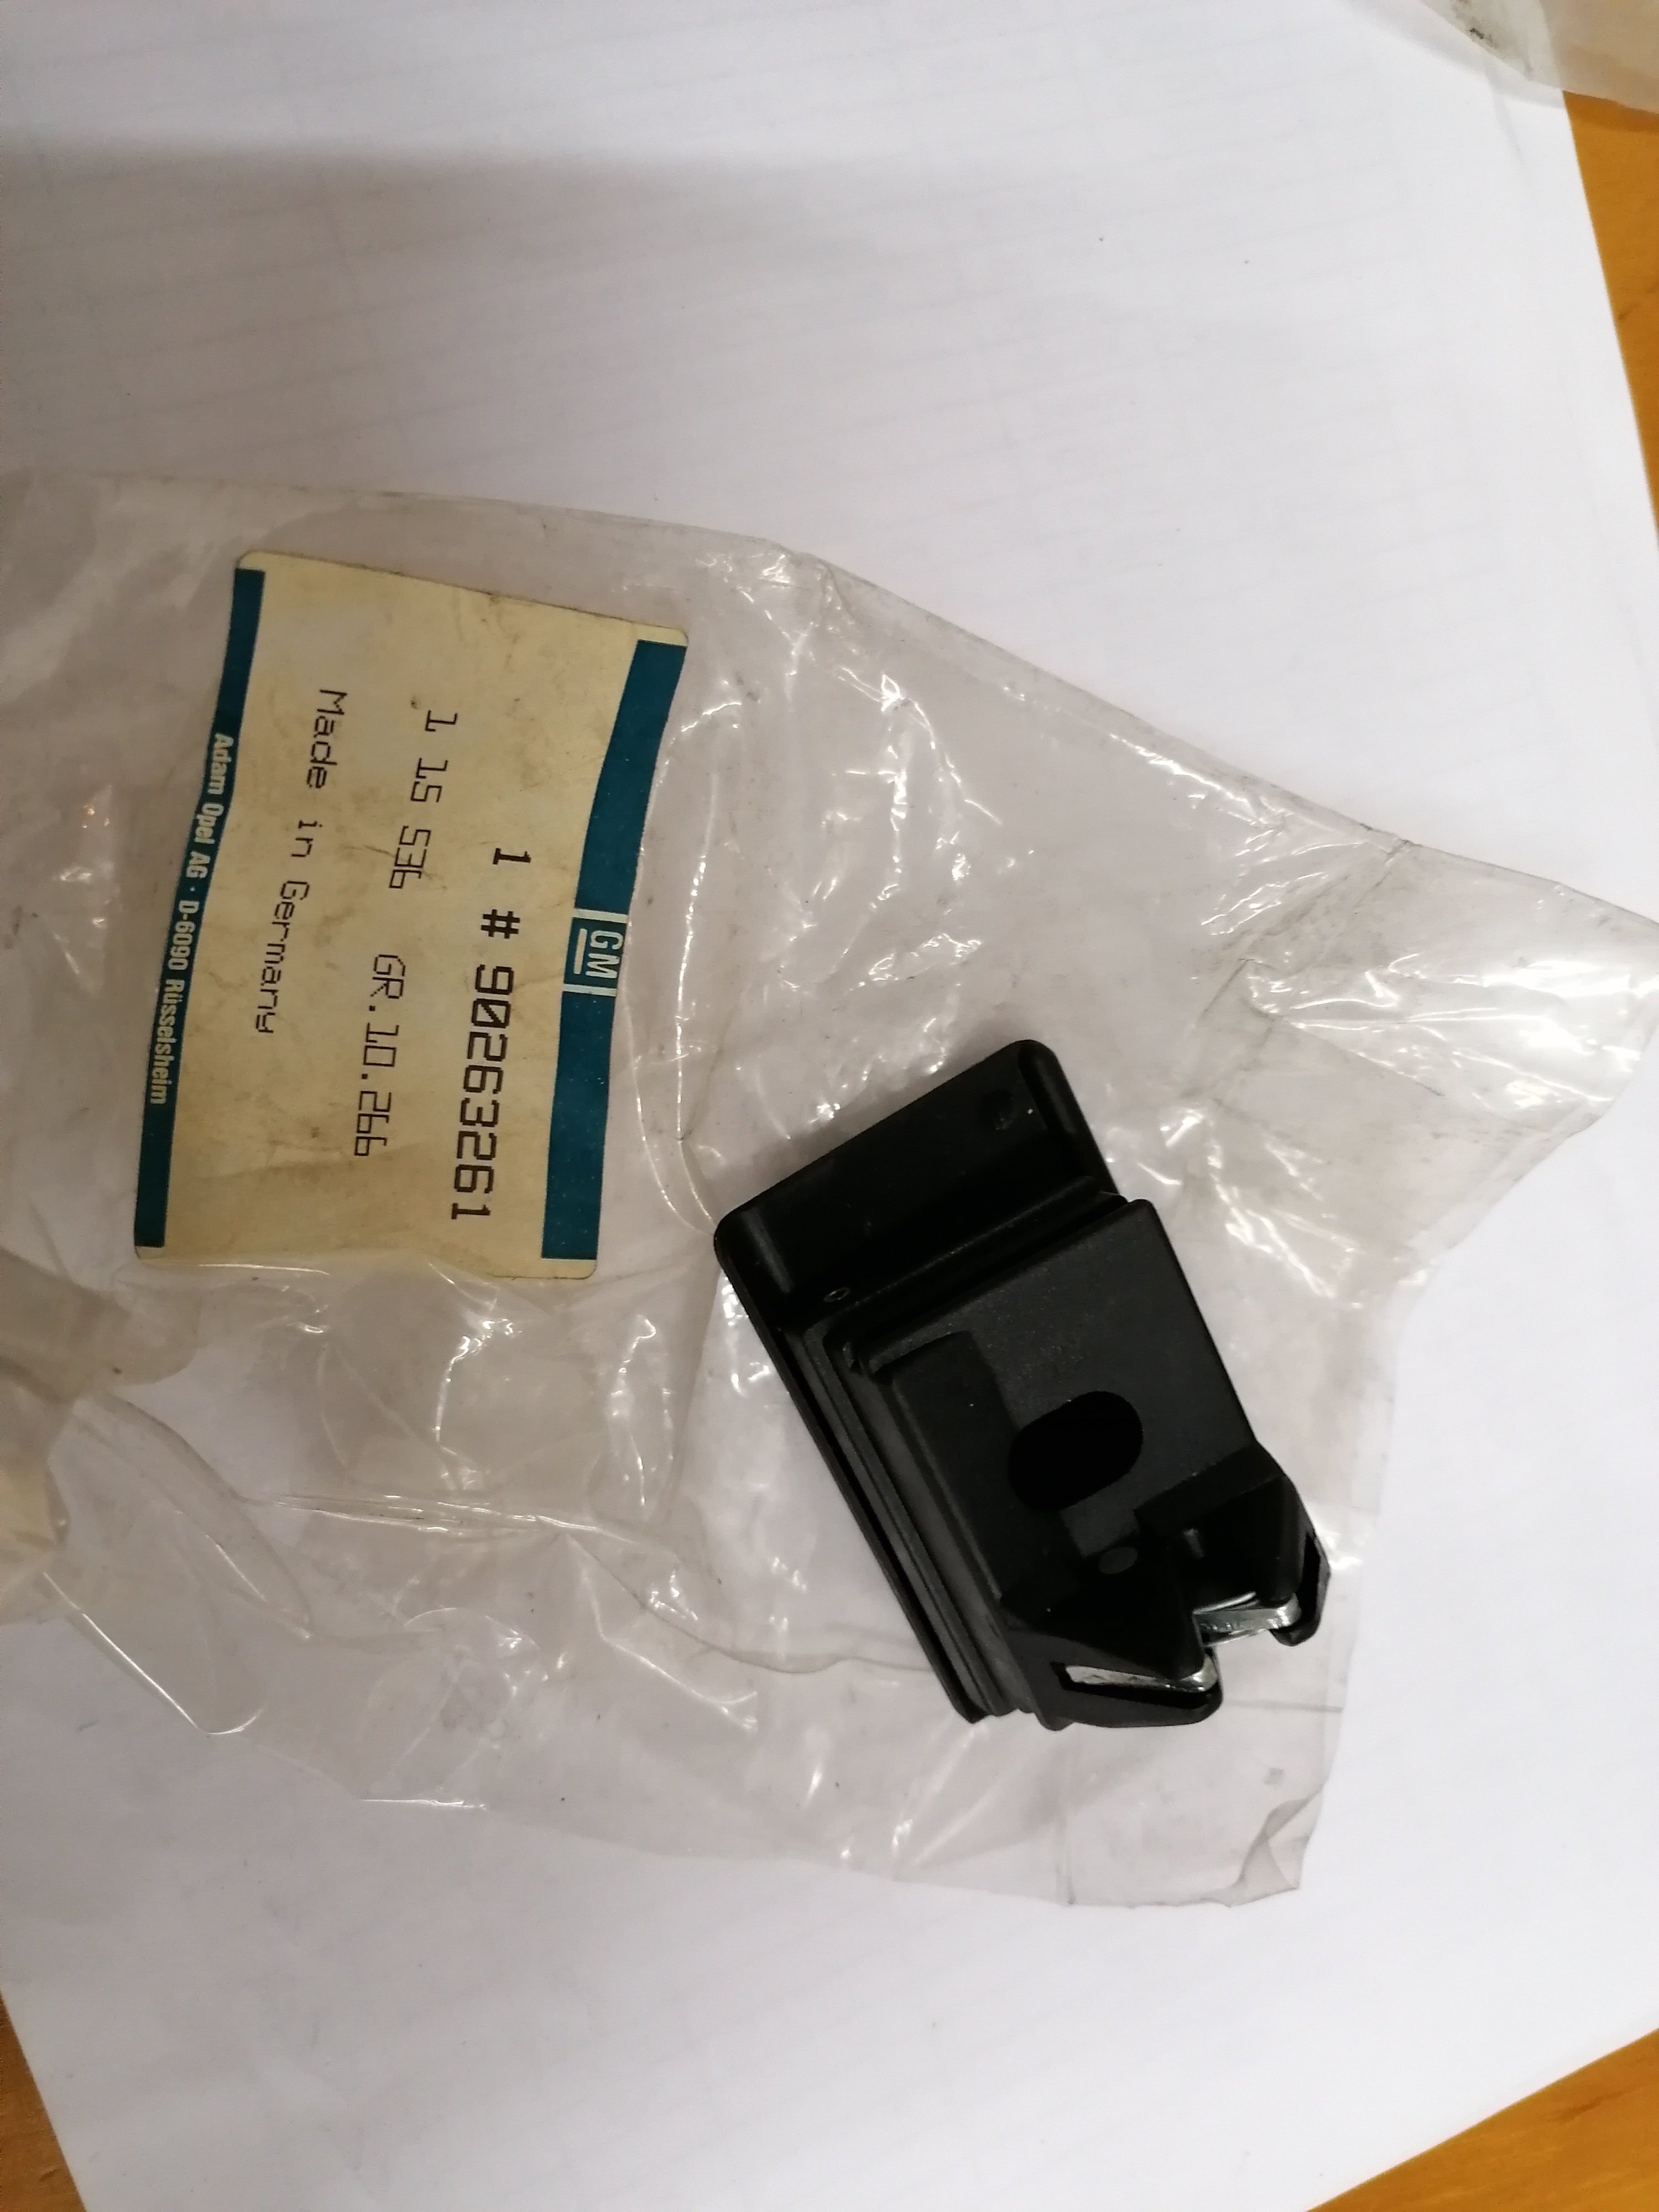 GM
1 # 90263261
1 15 536 GR.10.266
Made in Germany
Adam Opel AG · D-6090 Rüsselsheim